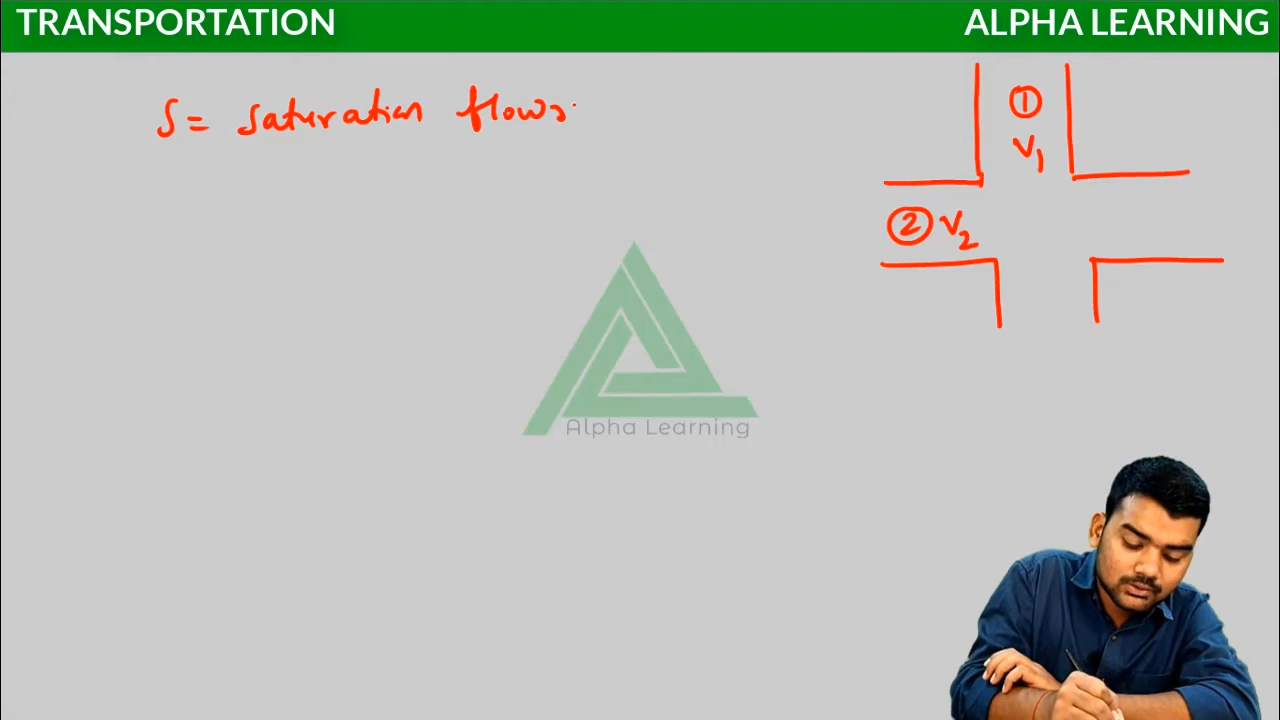 TRANSPORTATION
ALPHA LEARNING
S = saturation flows
①
V₁
② V₂
Alpha Learning